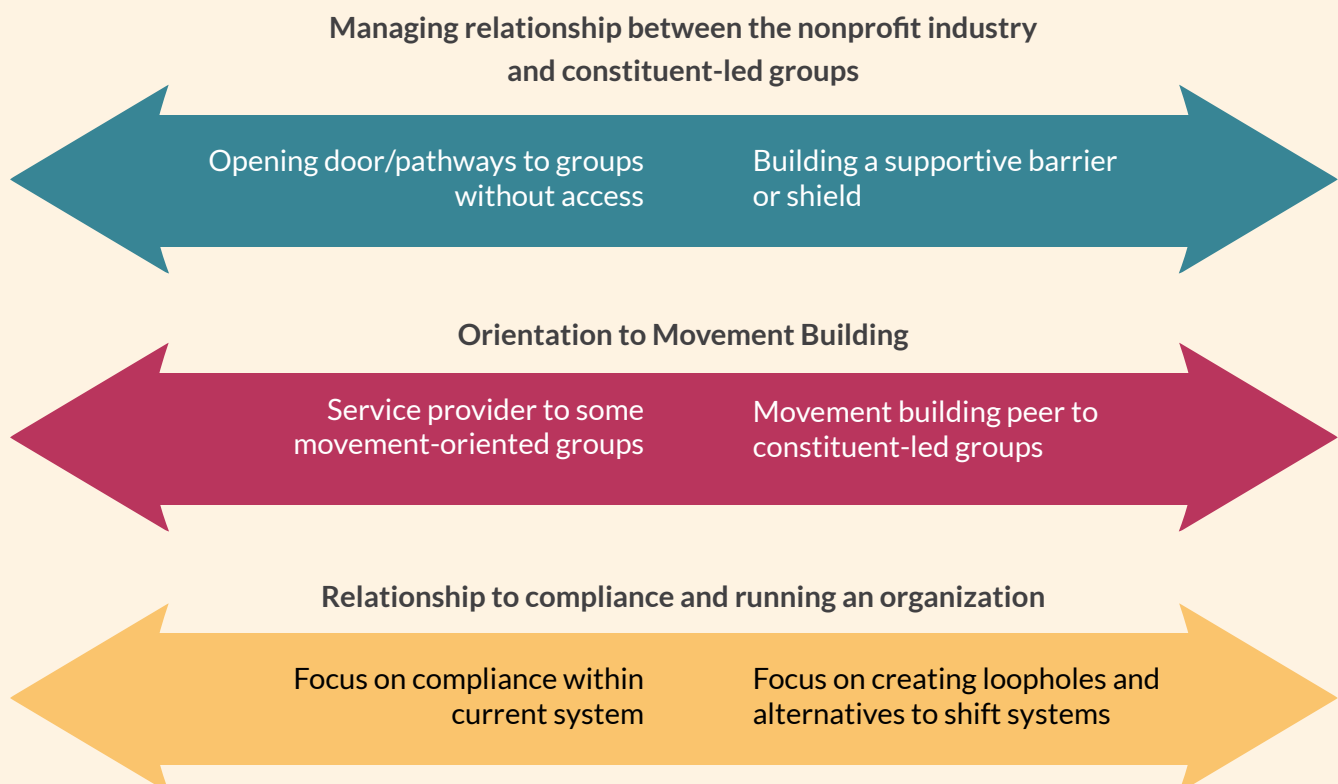 Managing relationship between the nonprofit industry
and constituent-led groups
Opening door/pathways to groups
without access
Building a supportive barrier
or shield
Orientation to Movement Building
Service provider to some
movement-oriented groups
Movement building peer to
constituent-led groups
Relationship to compliance and running an organization
Focus on compliance within
current system
Focus on creating loopholes and
alternatives to shift systems